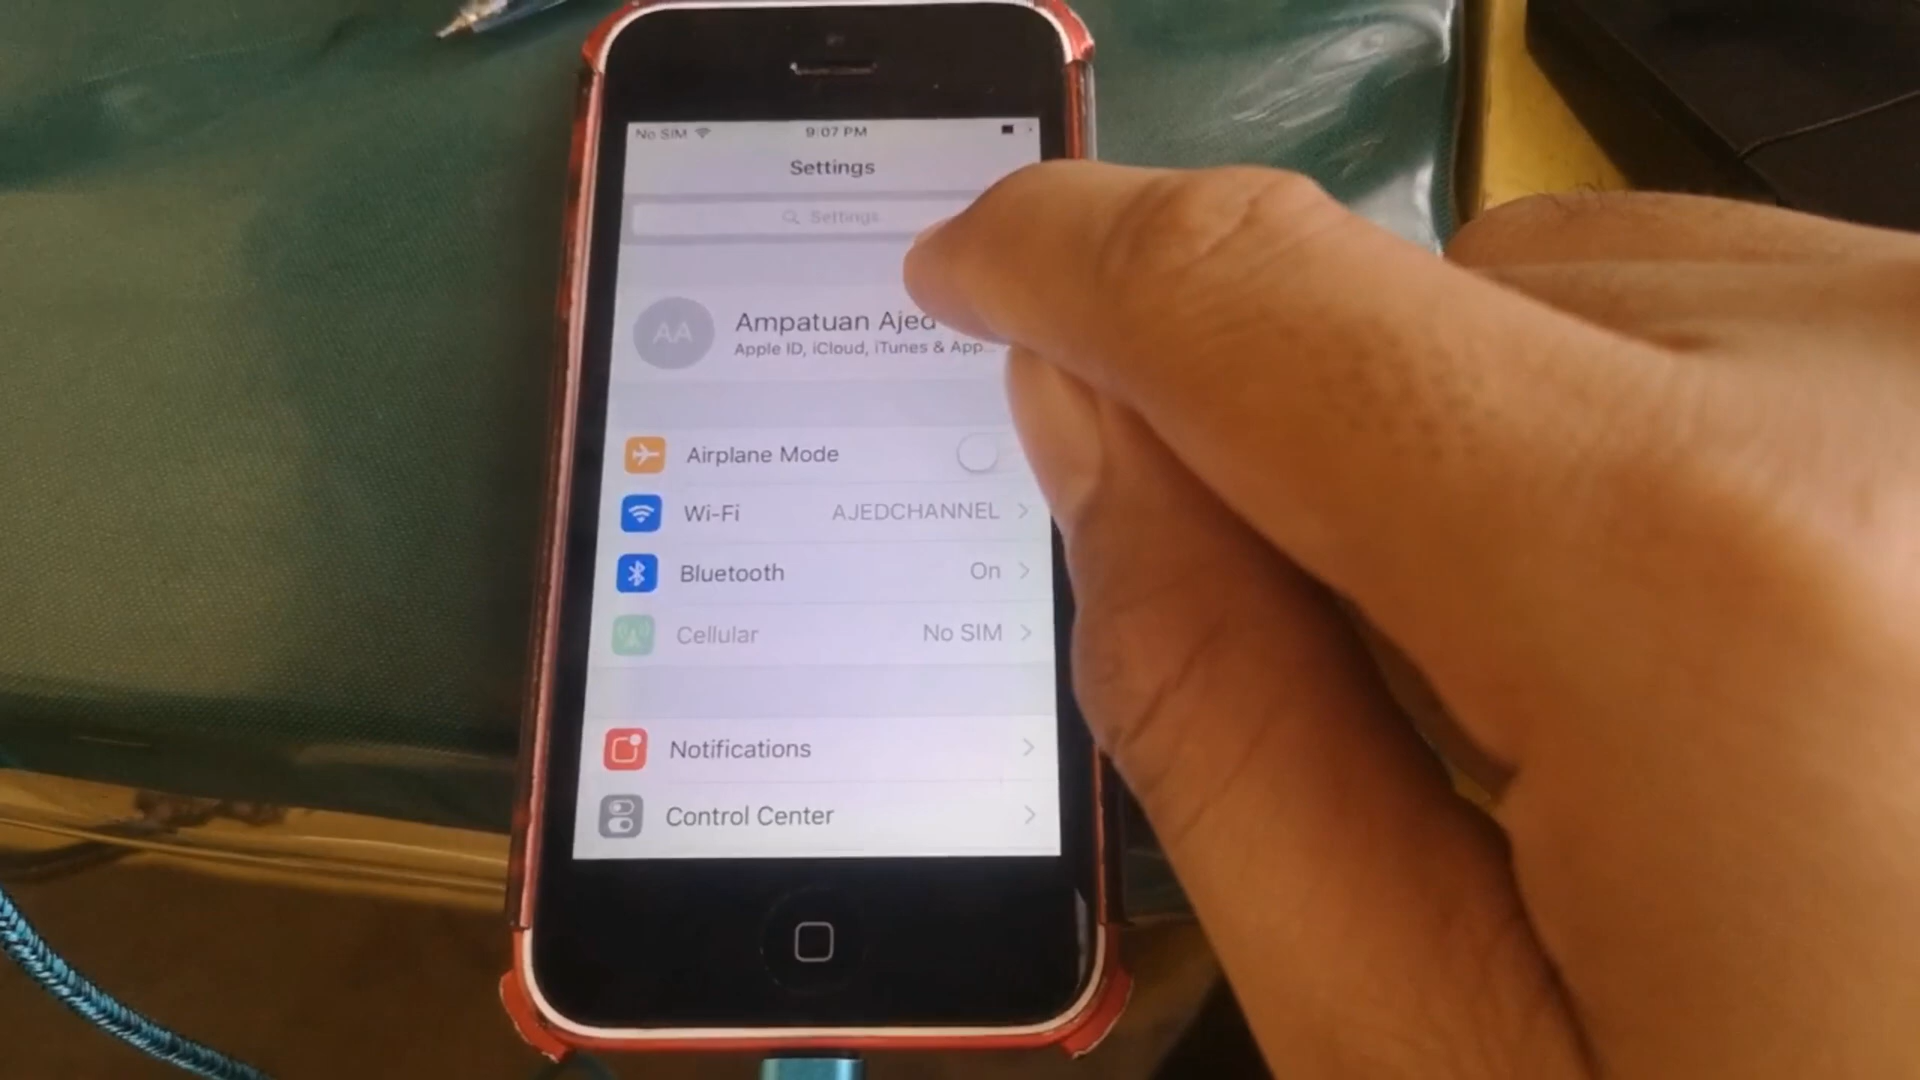 No SIM 9:07 PM
Settings
Settings
AA
Ampatuan Ajed
Apple ID, iCloud, iTunes & App...
Airplane Mode
Wi-Fi AJEDCHANNEL
Bluetooth On
Cellular No SIM
Notifications
Control Center